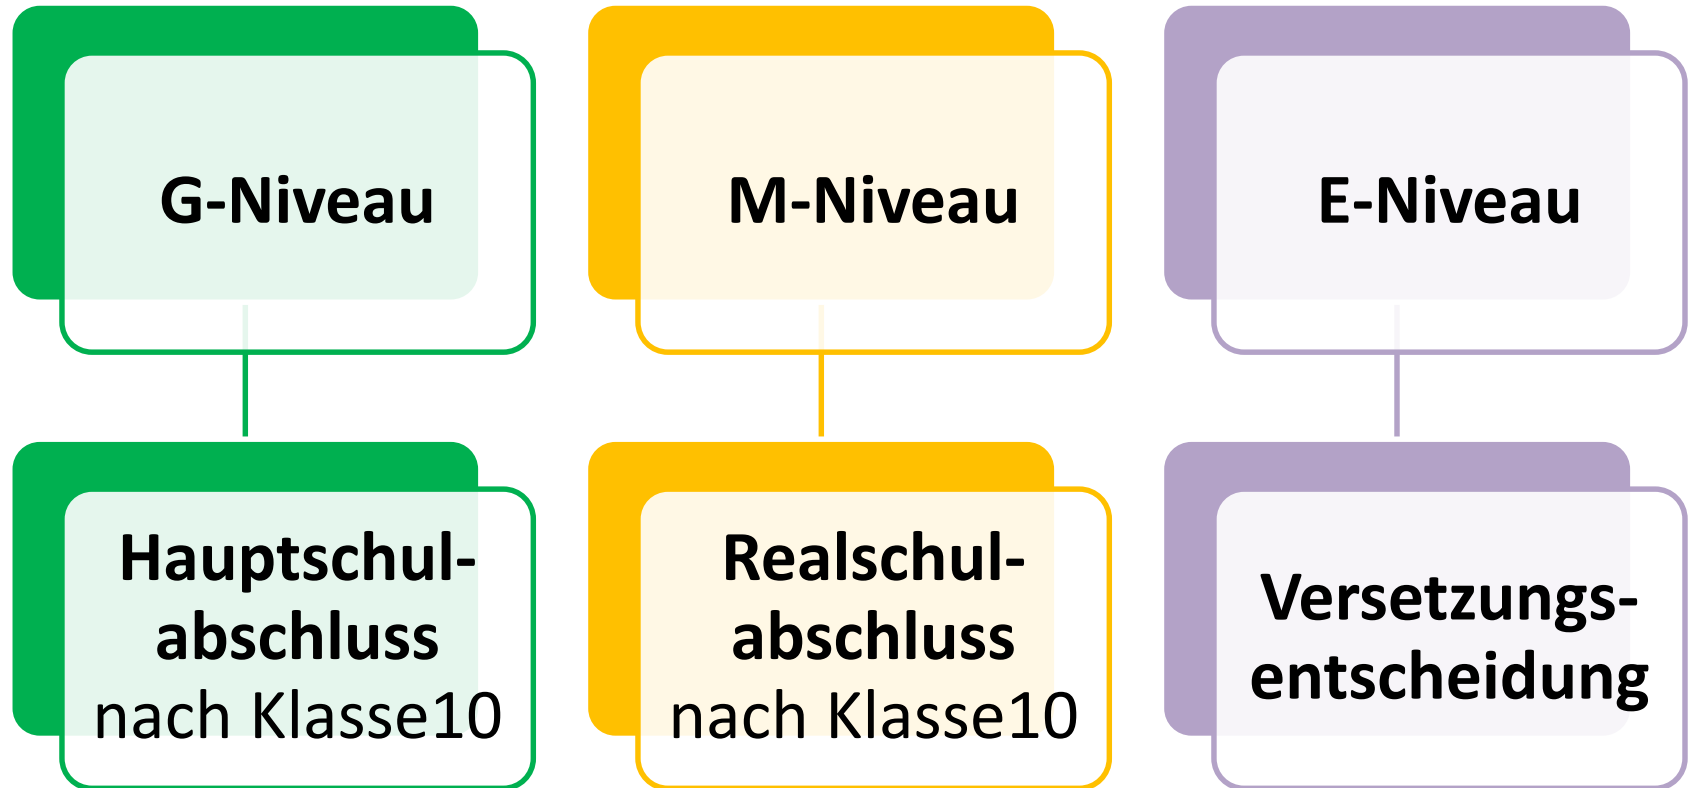 G-Niveau
M-Niveau
E-Niveau
Hauptschul-
abschluss
nach Klasse10
Realschul-
abschluss
nach Klasse10
Versetzungs-
entscheidung